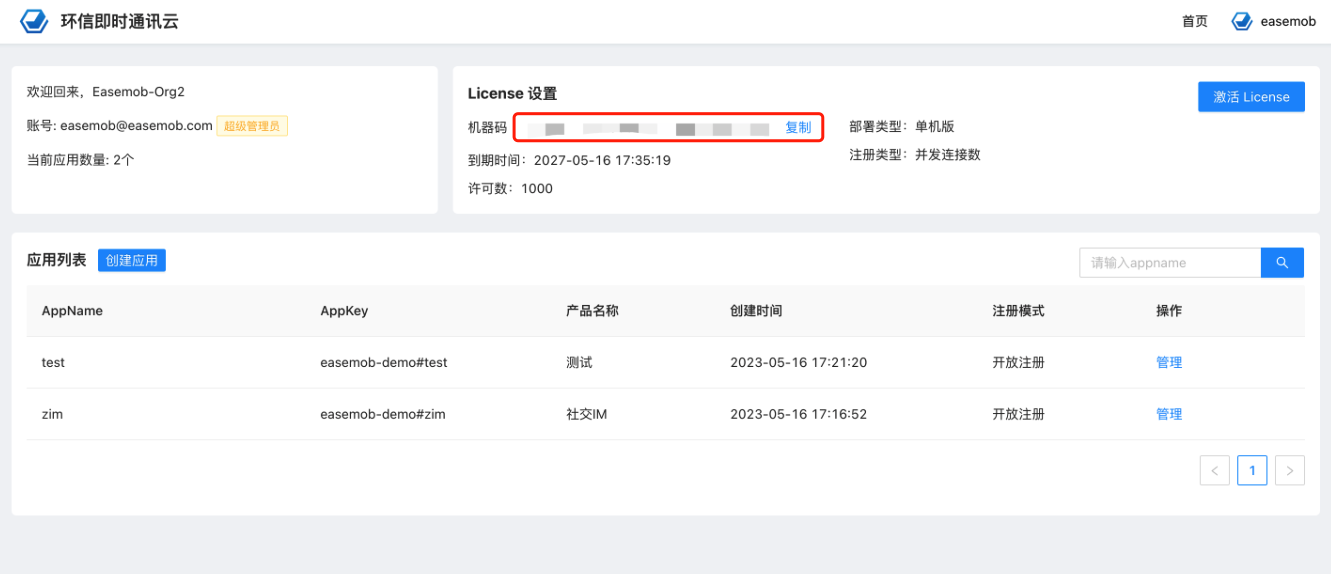 环信即时通讯云
首页
easemob
欢迎回来，Easemob-Org2
账号: easemob@easemob.com 超级管理员
当前应用数量: 2个
License 设置
激活 License
机器码 复制
部署类型：单机版
到期时间：2027-05-16 17:35:19
注册类型：并发连接数
许可数：1000
应用列表 创建应用
请输入appname
AppName AppKey 产品名称 创建时间 注册模式 操作
test easemob-demo#test 测试 2023-05-16 17:21:20 开放注册 管理
zim easemob-demo#zim 社交IM 2023-05-16 17:16:52 开放注册 管理
< 1 >